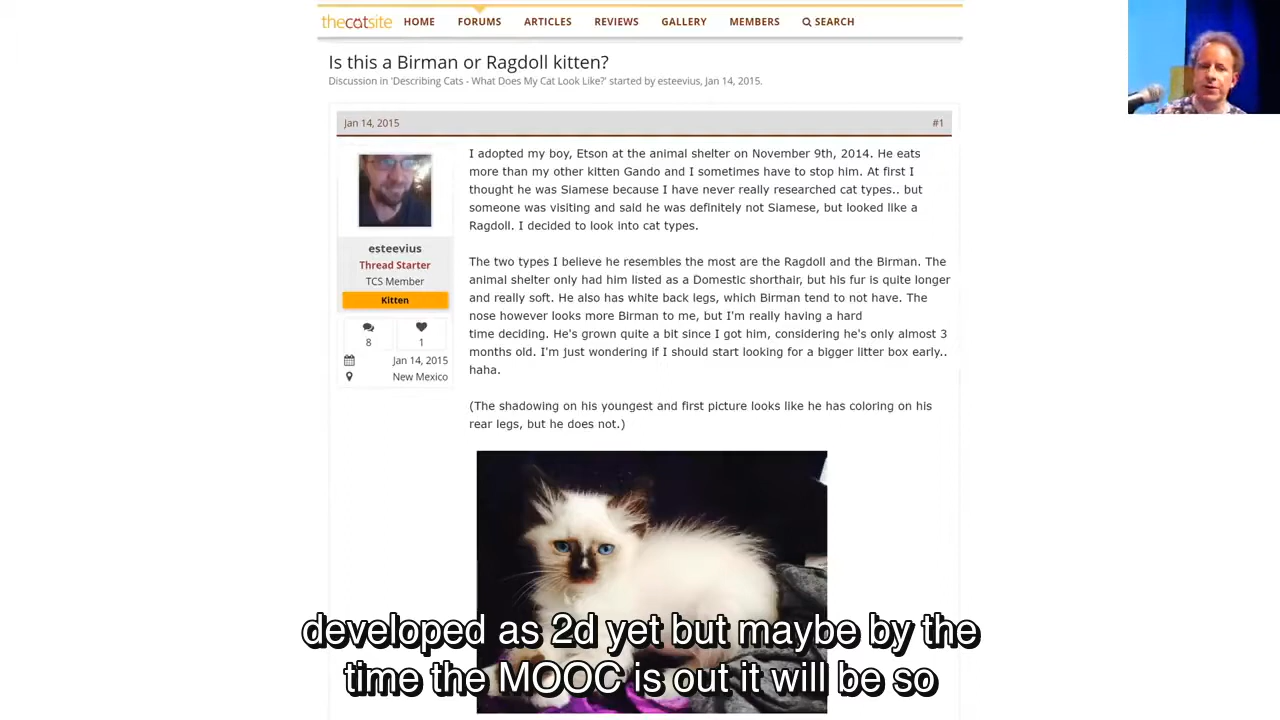 thecatsite HOME FORUMS ARTICLES REVIEWS GALLERY MEMBERS SEARCH
Is this a Birman or Ragdoll kitten?
Discussion in 'Describing Cats - What Does My Cat Look Like?' started by esteevius, Jan 14, 2015.
Jan 14, 2015 #1
esteevius
Thread Starter
TCS Member
Kitten
8 1
Jan 14, 2015
New Mexico
I adopted my boy, Etson at the animal shelter on November 9th, 2014. He eats
more than my other kitten Gando and I sometimes have to stop him. At first I
thought he was Siamese because I have never really researched cat types.. but
someone was visiting and said he was definitely not Siamese, but looked like a
Ragdoll. I decided to look into cat types.
The two types I believe he resembles the most are the Ragdoll and the Birman. The
animal shelter only had him listed as a Domestic shorthair, but his fur is quite longer
and really soft. He also has white back legs, which Birman tend to not have. The
nose however looks more Birman to me, but I'm really having a hard
time deciding. He's grown quite a bit since I got him, considering he's only almost 3
months old. I'm just wondering if I should start looking for a bigger litter box early..
haha.
(The shadowing on his youngest and first picture looks like he has coloring on his
rear legs, but he does not.)
developed as 2d yet but maybe by the
time the MOOC is out it will be so